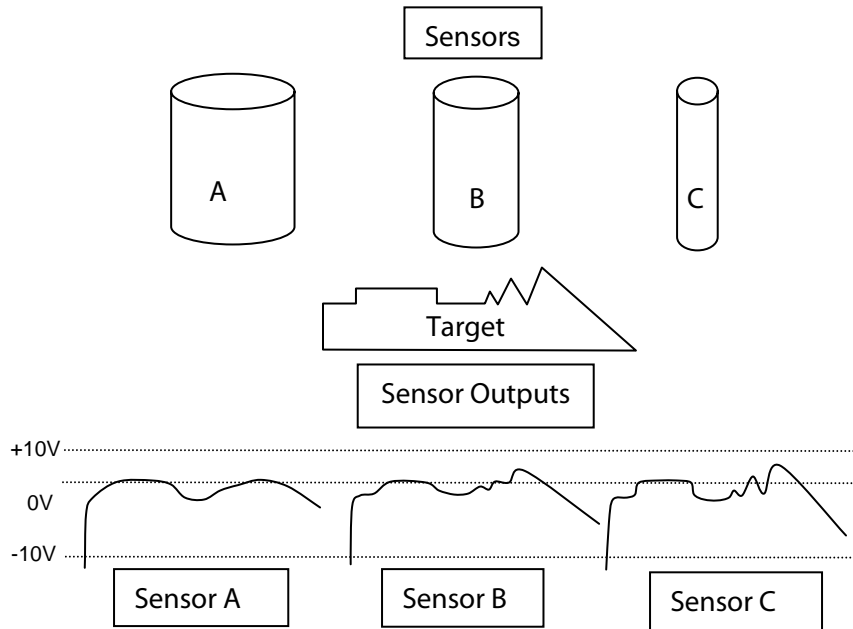 Sensors
A
B
C
Target
Sensor Outputs
+10V
0V
-10V
Sensor A
Sensor B
Sensor C